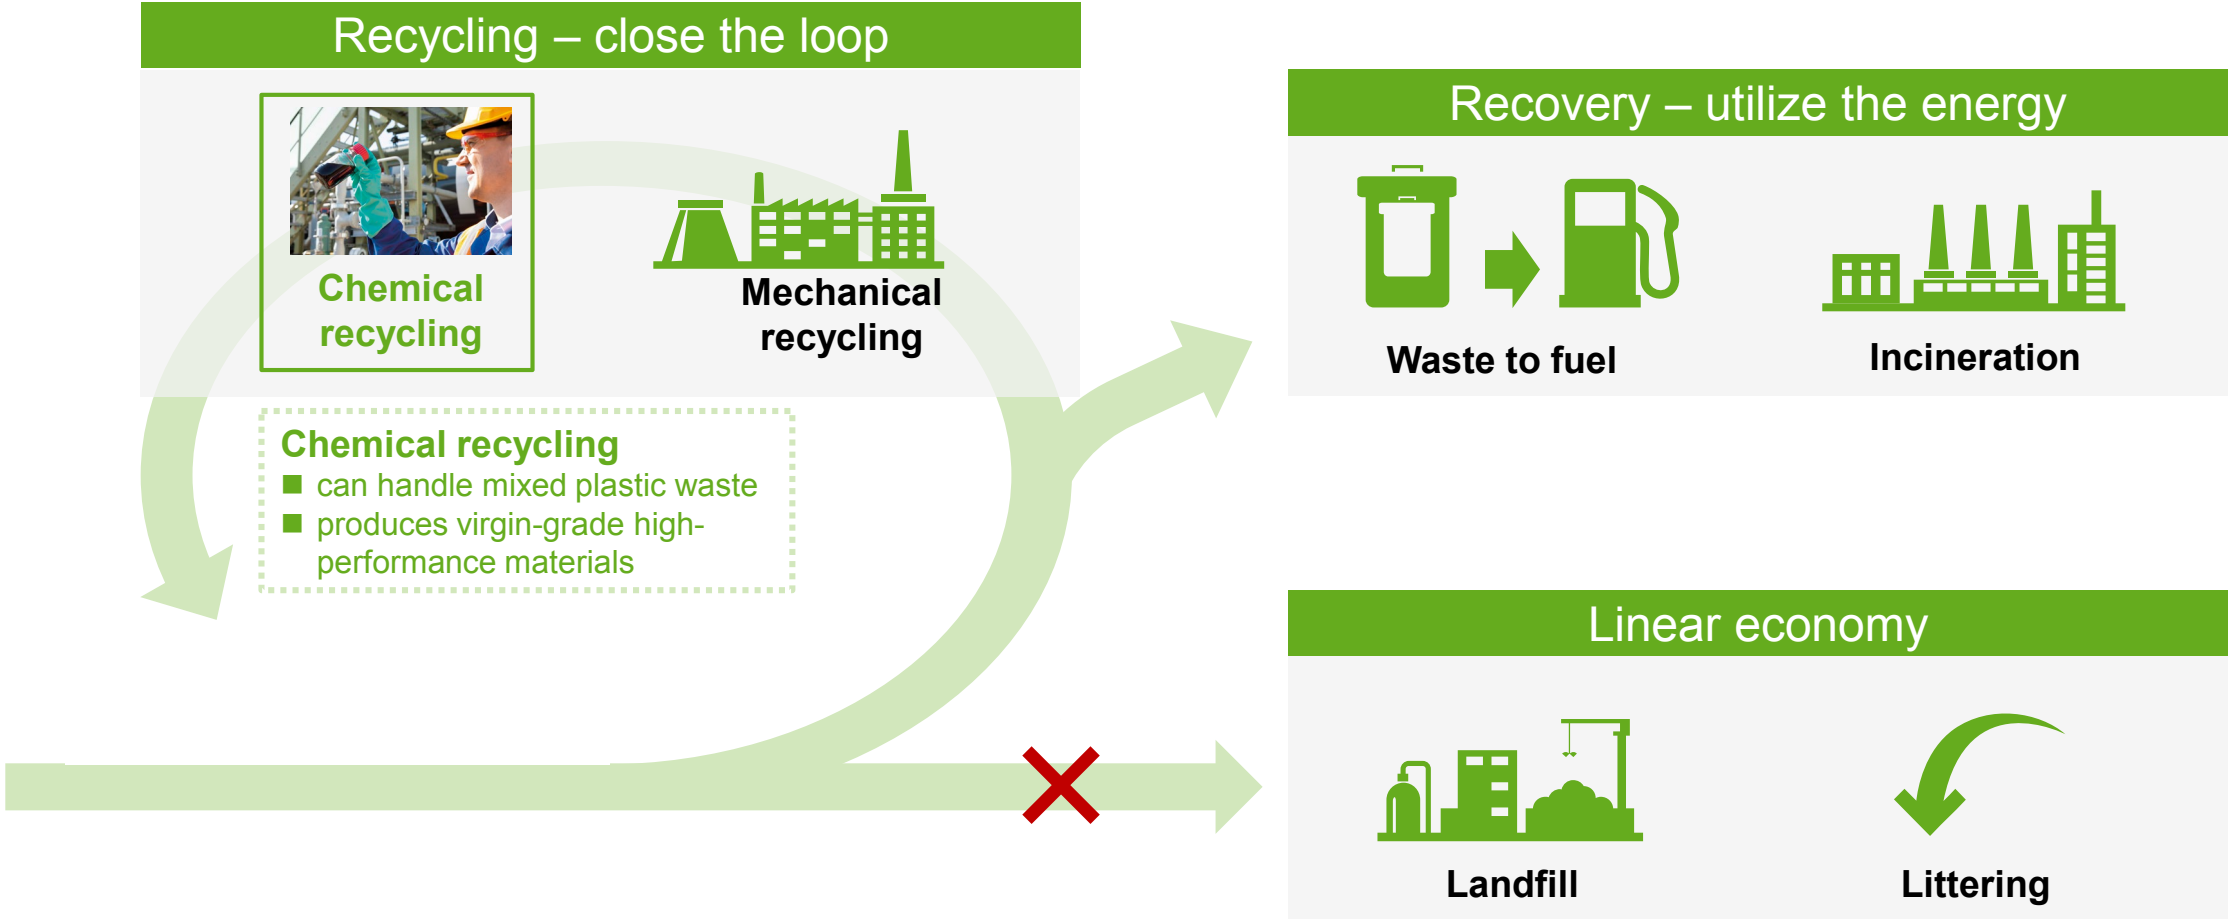 Recycling – close the loop
Chemical
recycling
Mechanical
recycling
Chemical recycling
■ can handle mixed plastic waste
■ produces virgin-grade high-
performance materials
Recovery – utilize the energy
Waste to fuel
Incineration
Linear economy
Landfill
Littering